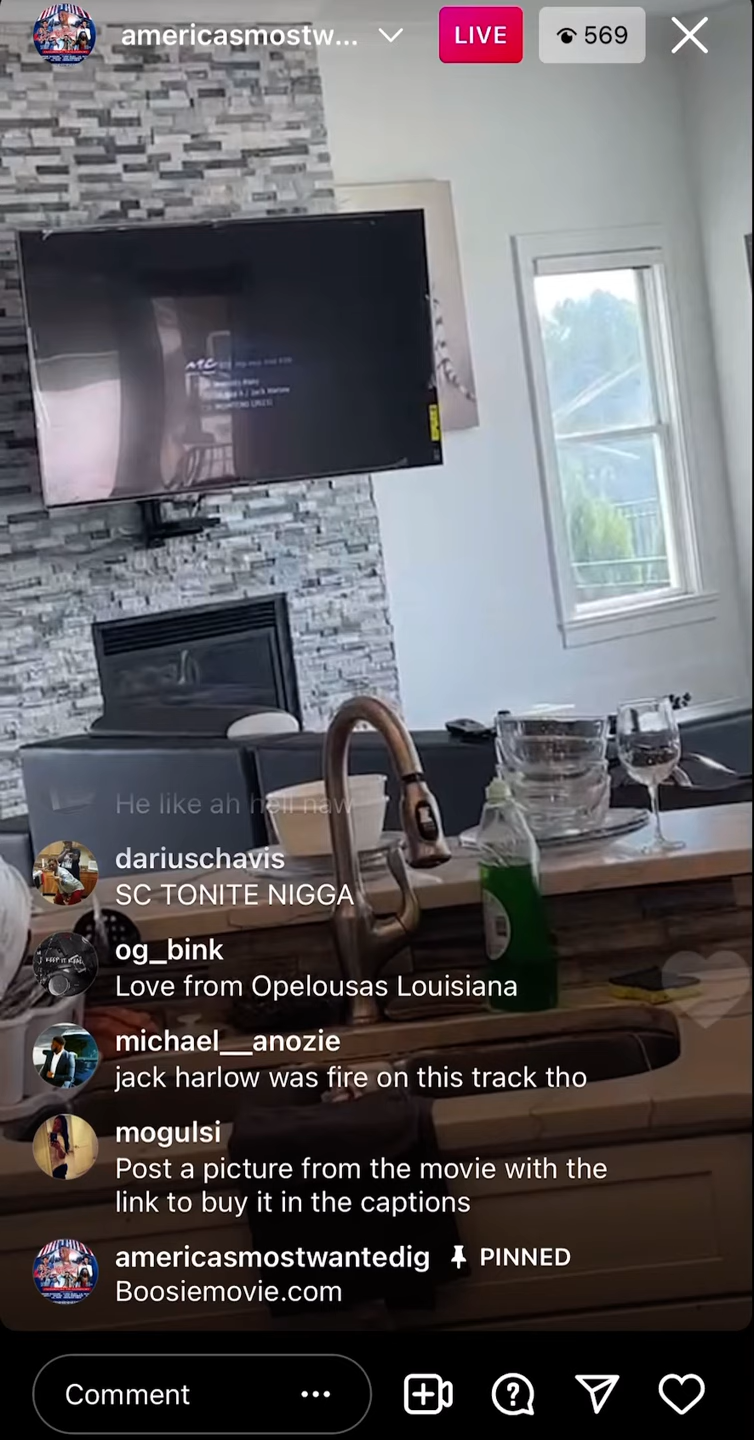 americasmostw...
LIVE
569
MC
He like ah hell naw
dariuschavis
SC TONITE NIGGA
og_bink
Love from Opelousas Louisiana
michael__anozie
jack harlow was fire on this track tho
mogulsi
Post a picture from the movie with the
link to buy it in the captions
americasmostwantedig PINNED
Boosiemovie.com
Comment